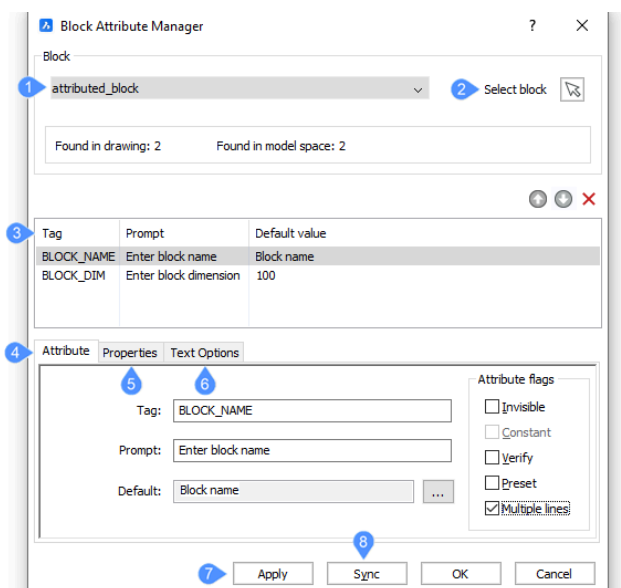 Block Attribute Manager ? ×
Block
1 attributed_block 2 Select block
Found in drawing: 2 Found in model space: 2
3 Tag Prompt Default value
BLOCK_NAME Enter block name Block name
BLOCK_DIM Enter block dimension 100
4 Attribute Properties Text Options
5 6
Attribute flags
Invisible
Tag: BLOCK_NAME
Constant
Prompt: Enter block name
Verify
Default: Block name ...
Preset
Multiple lines
8
7 Apply Sync OK Cancel